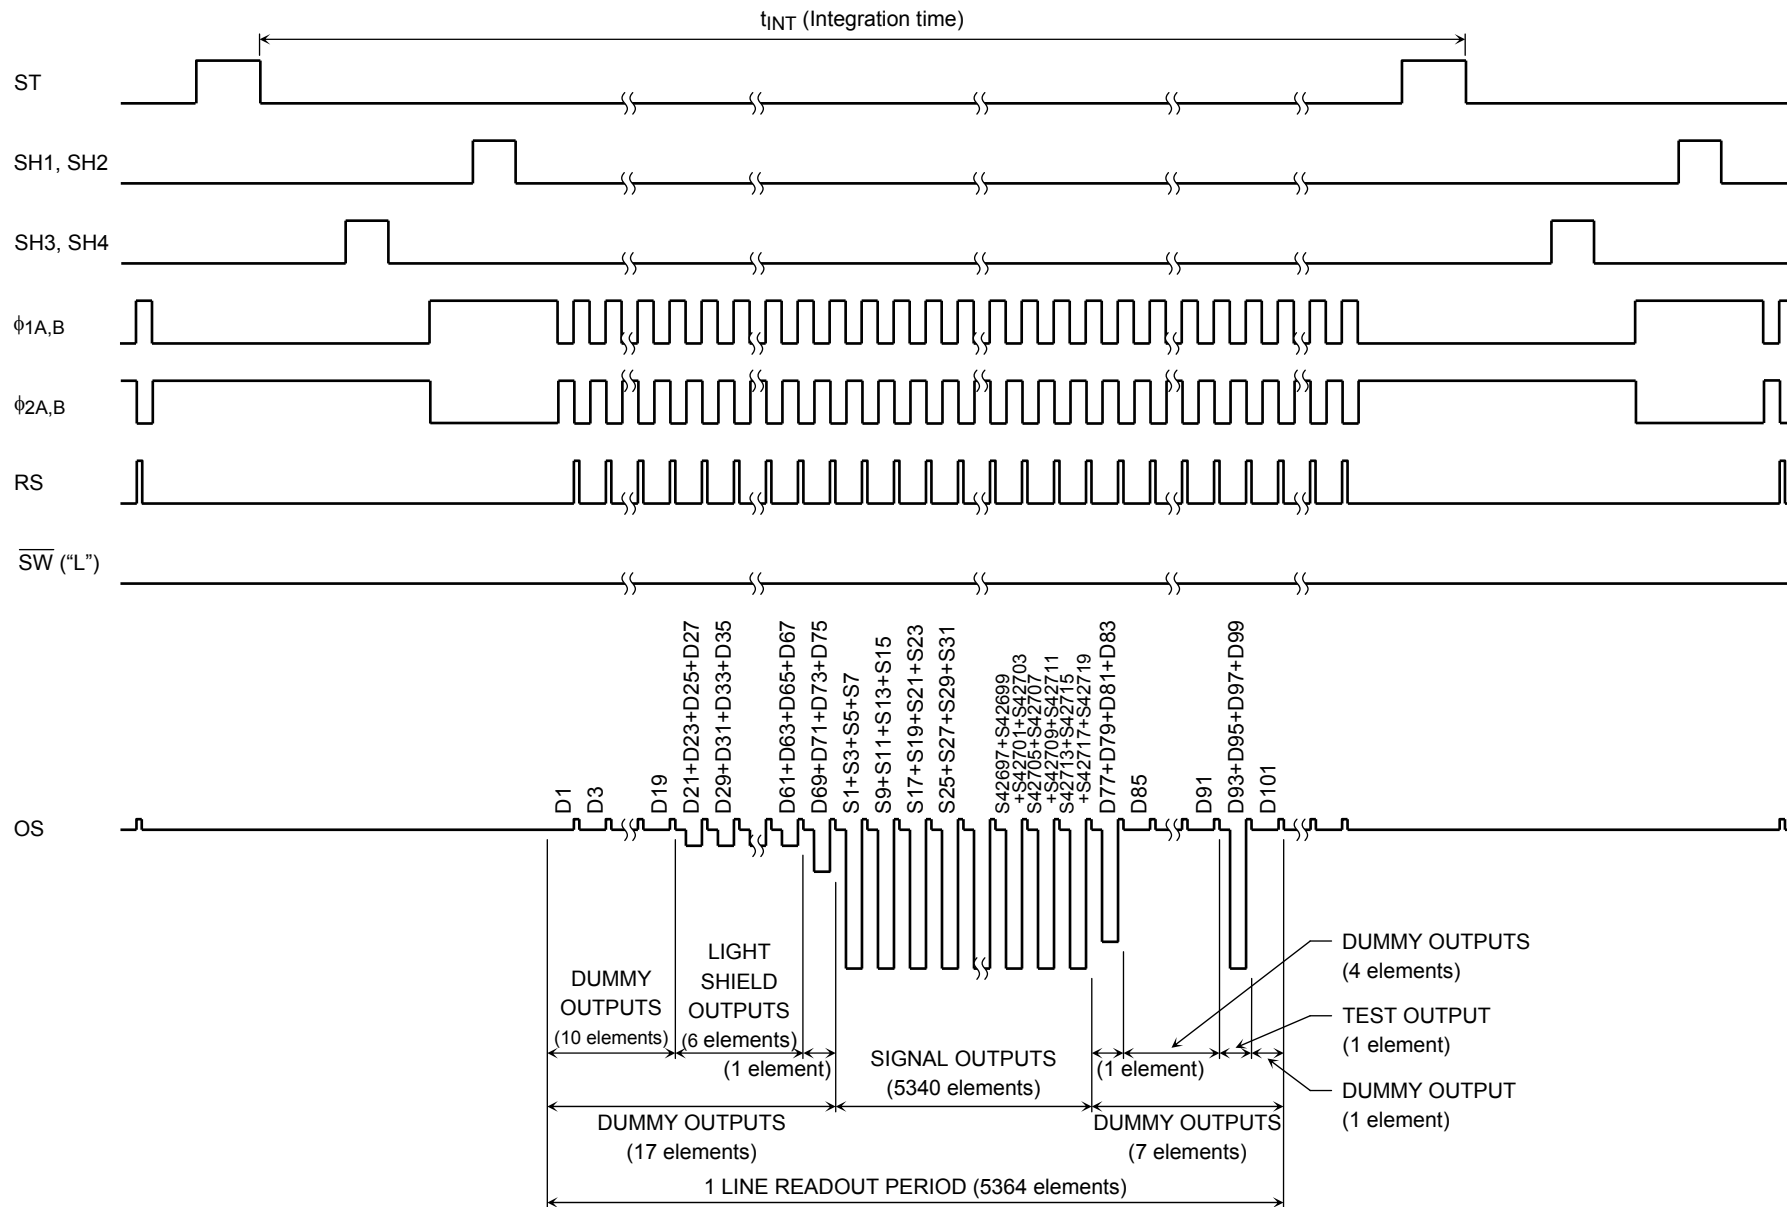 tINT (Integration time)
ST
SH1, SH2
SH3, SH4
ϕ1A,B
ϕ2A,B
RS
SW (“L”)
OS
D1
D3
D19
D21+D23+D25+D27
D29+D31+D33+D35
D61+D63+D65+D67
D69+D71+D73+D75
S1+S3+S5+S7
S9+S11+S13+S15
S17+S19+S21+S23
S25+S27+S29+S31
S42697+S42699
+S42701+S42703
S42705+S42707
+S42709+S42711
S42713+S42715
+S42717+S42719
D77+D79+D81+D83
D85
D91
D93+D95+D97+D99
D101
DUMMY
OUTPUTS
(10 elements)
LIGHT
SHIELD
OUTPUTS
(6 elements)
(1 element)
SIGNAL OUTPUTS
(5340 elements)
(1 element)
DUMMY OUTPUTS
(4 elements)
TEST OUTPUT
(1 element)
DUMMY OUTPUT
(1 element)
DUMMY OUTPUTS
(17 elements)
DUMMY OUTPUTS
(7 elements)
1 LINE READOUT PERIOD (5364 elements)